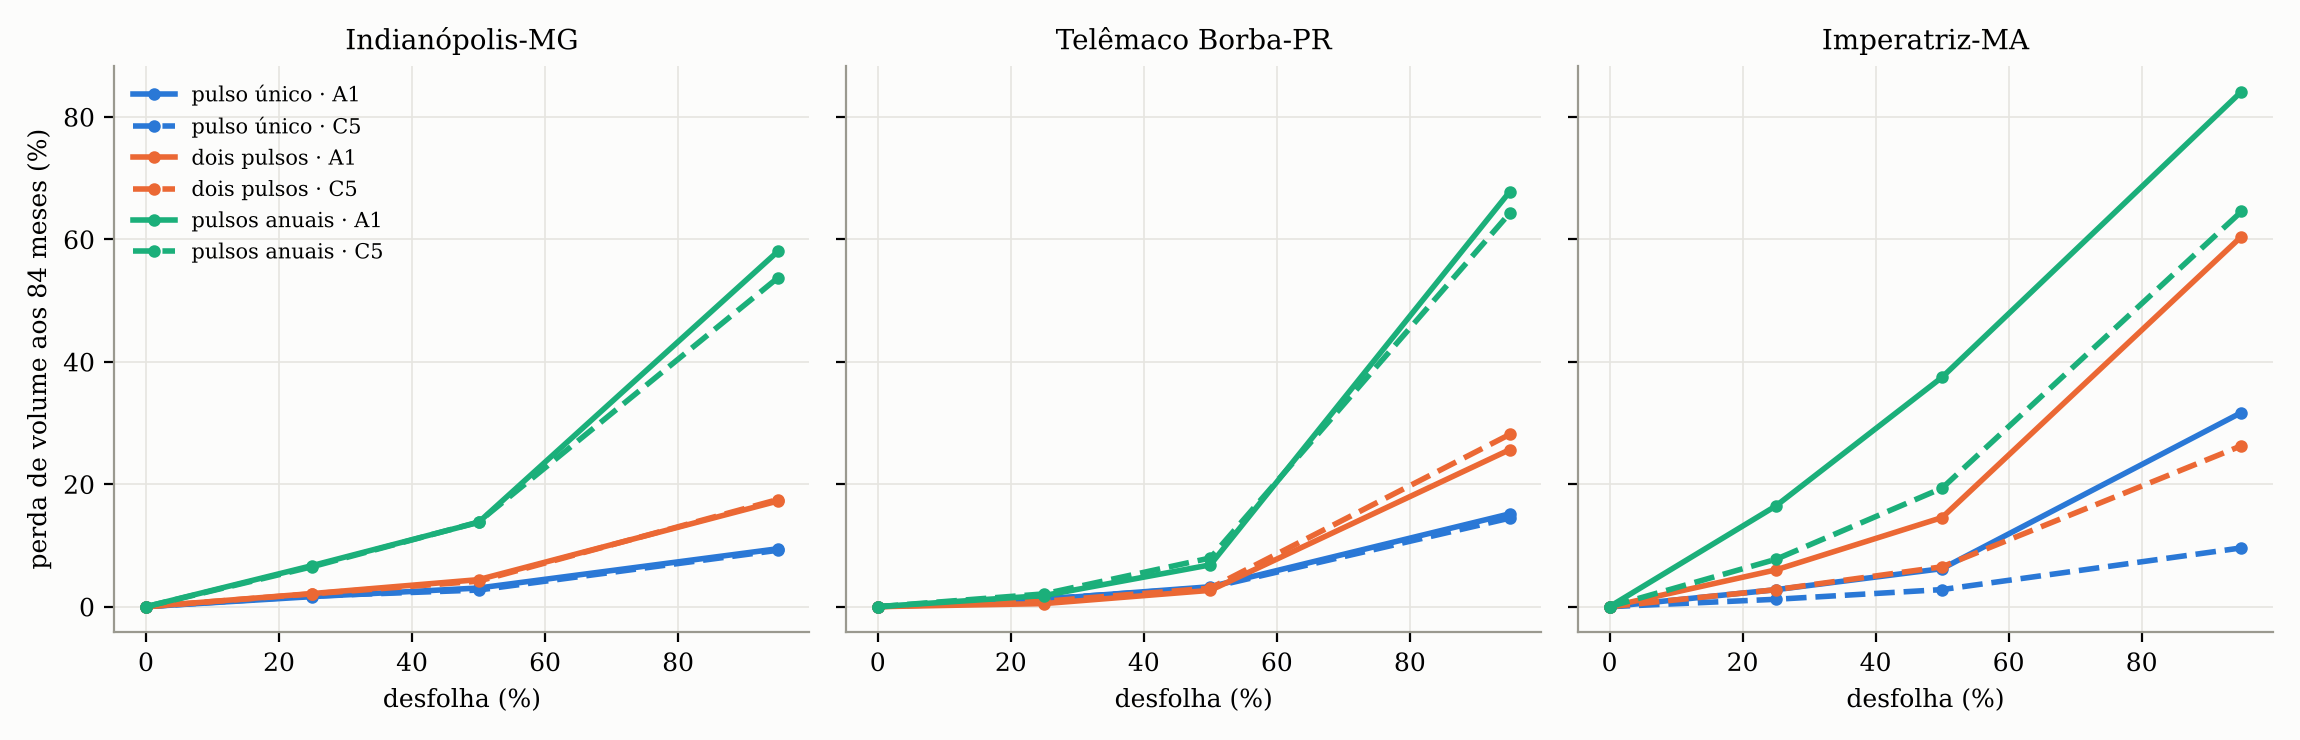 Indianópolis-MG
Telêmaco Borba-PR
Imperatriz-MA
perda de volume aos 84 meses (%)
80
60
40
20
0
pulso único · A1
pulso único · C5
dois pulsos · A1
dois pulsos · C5
pulsos anuais · A1
pulsos anuais · C5
0 20 40 60 80
0 20 40 60 80
0 20 40 60 80
desfolha (%)
desfolha (%)
desfolha (%)